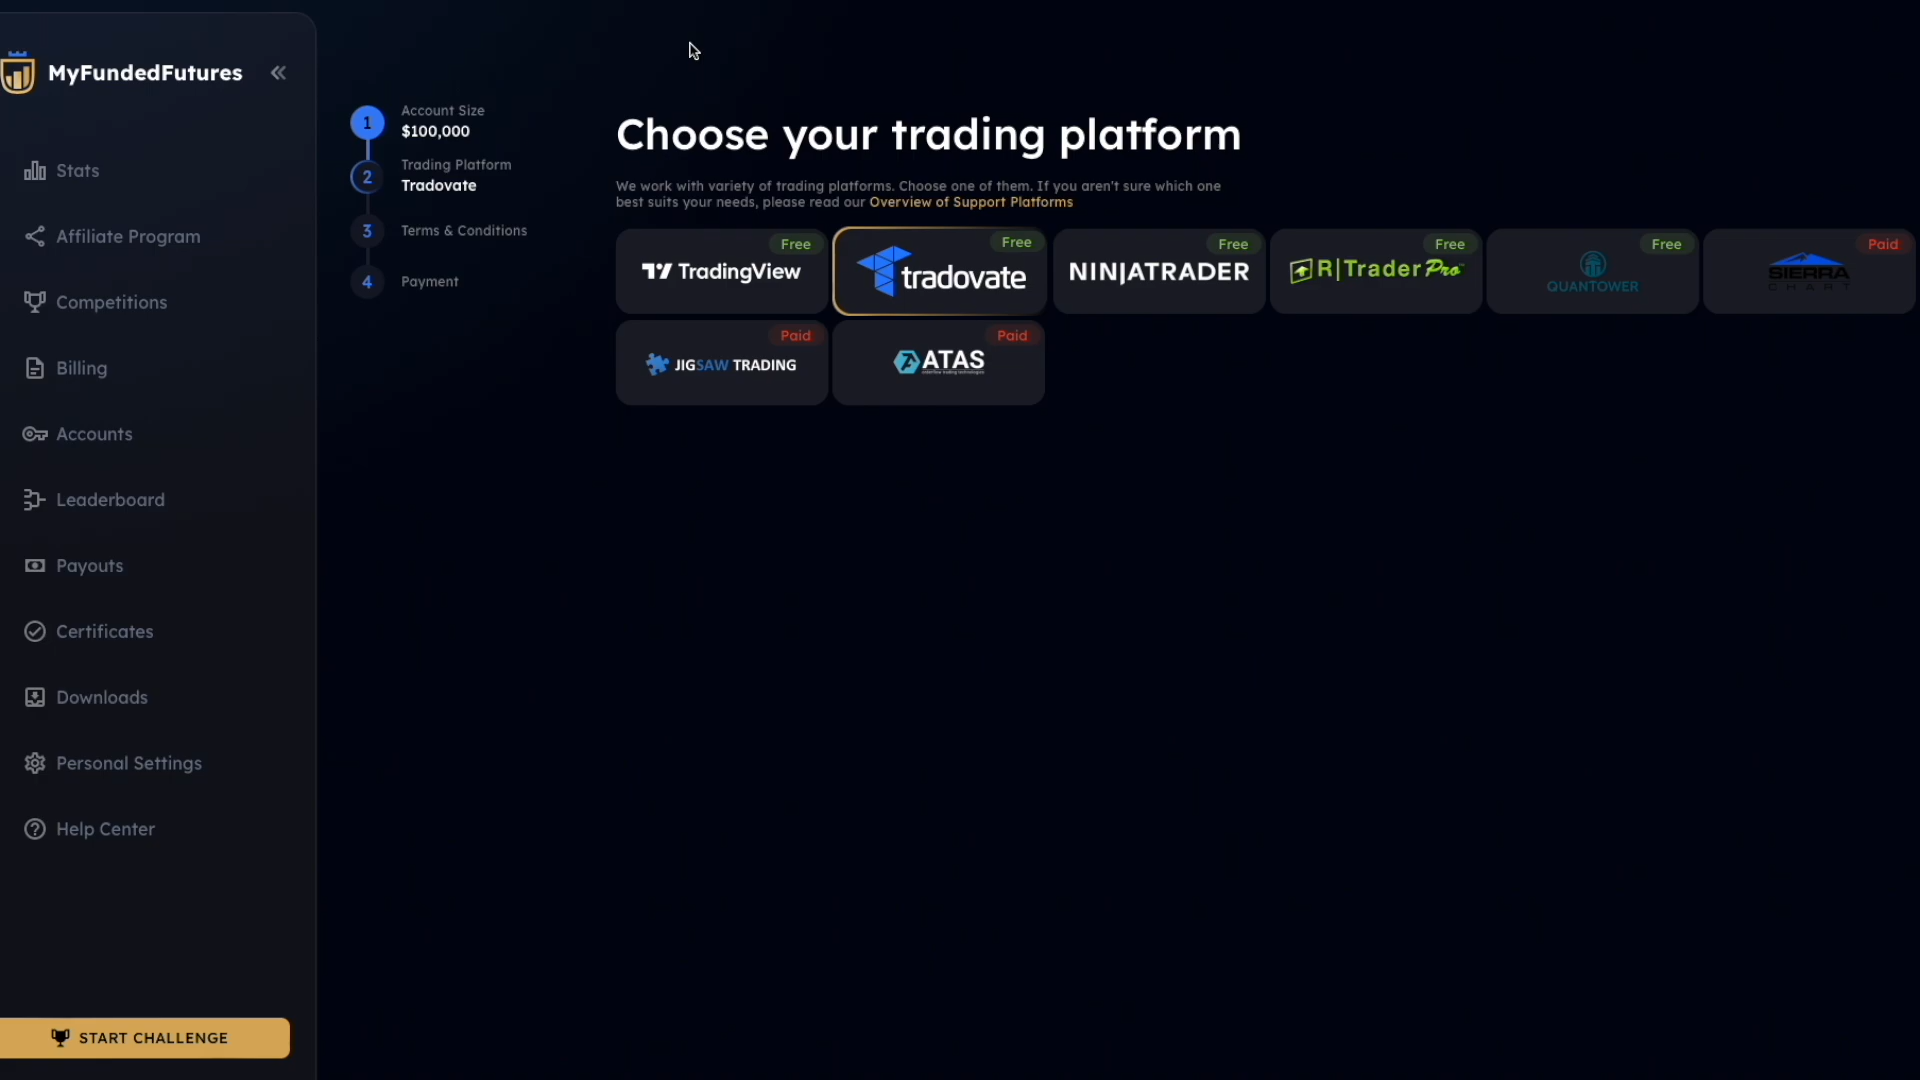 MyFundedFutures
Stats
Affiliate Program
Competitions
Billing
Accounts
Leaderboard
Payouts
Certificates
Downloads
Personal Settings
Help Center
START CHALLENGE
1
Account Size
$100,000
2
Trading Platform
Tradovate
3
Terms & Conditions
4
Payment
Choose your trading platform
We work with variety of trading platforms. Choose one of them. If you aren't sure which one
best suits your needs, please read our Overview of Support Platforms
Free
TradingView
Free
tradovate
Free
NINJATRADER
Free
R|Trader Pro™
Free
QUANTOWER
Paid
SIERRA
CHART
Paid
JIGSAW TRADING
Paid
ATAS